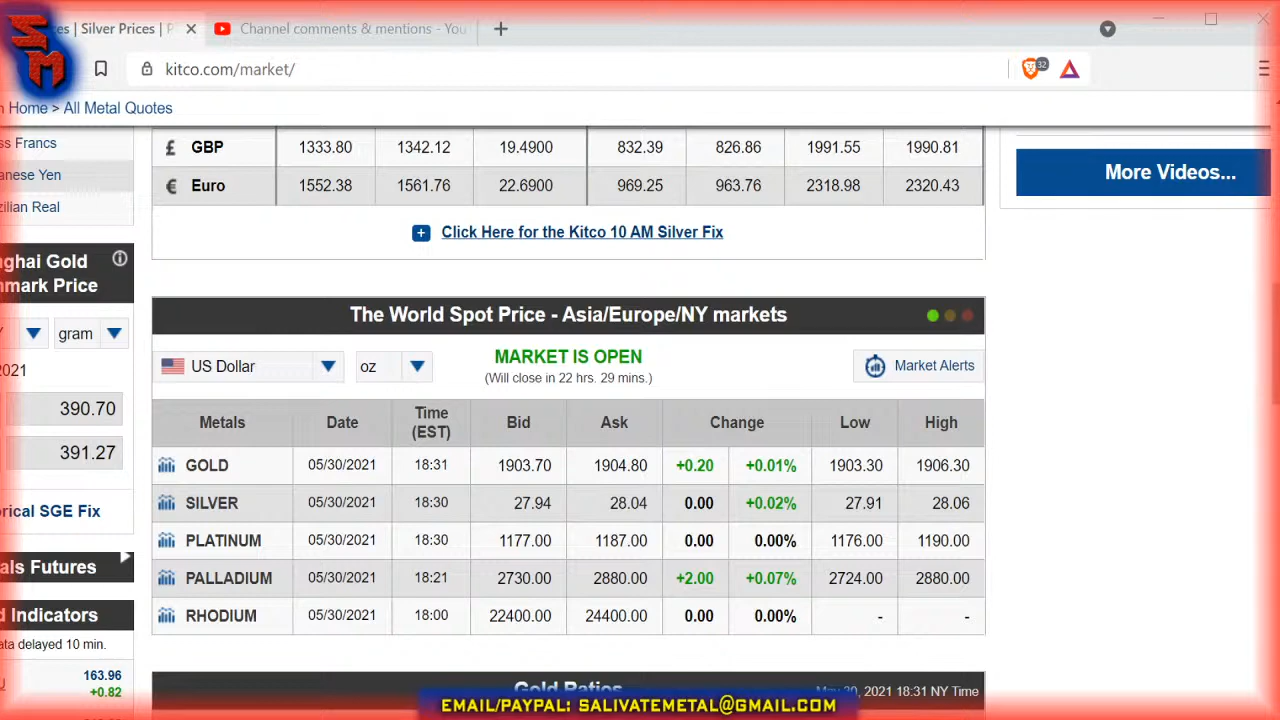 SM
es | Silver Prices | P
Channel comments & mentions - You
kitco.com/market/
32
n Home > All Metal Quotes
ss Francs
anese Yen
zilian Real
£ GBP 1333.80 1342.12 19.4900 832.39 826.86 1991.55 1990.81
€ Euro 1552.38 1561.76 22.6900 969.25 963.76 2318.98 2320.43
More Videos...
Click Here for the Kitco 10 AM Silver Fix
nghai Gold
hmark Price
Y gram
2021
390.70
391.27
orical SGE Fix
als Futures
d Indicators
ata delayed 10 min.
U 163.96
+0.82
The World Spot Price - Asia/Europe/NY markets
US Dollar oz MARKET IS OPEN Market Alerts
(Will close in 22 hrs. 29 mins.)
Metals Date Time (EST) Bid Ask Change Low High
GOLD 05/30/2021 18:31 1903.70 1904.80 +0.20 +0.01% 1903.30 1906.30
SILVER 05/30/2021 18:30 27.94 28.04 0.00 +0.02% 27.91 28.06
PLATINUM 05/30/2021 18:30 1177.00 1187.00 0.00 0.00% 1176.00 1190.00
PALLADIUM 05/30/2021 18:21 2730.00 2880.00 +2.00 +0.07% 2724.00 2880.00
RHODIUM 05/30/2021 18:00 22400.00 24400.00 0.00 0.00% - -
Gold Ratios May 30, 2021 18:31 NY Time
EMAIL/PAYPAL: SALIVATEMETAL@GMAIL.COM